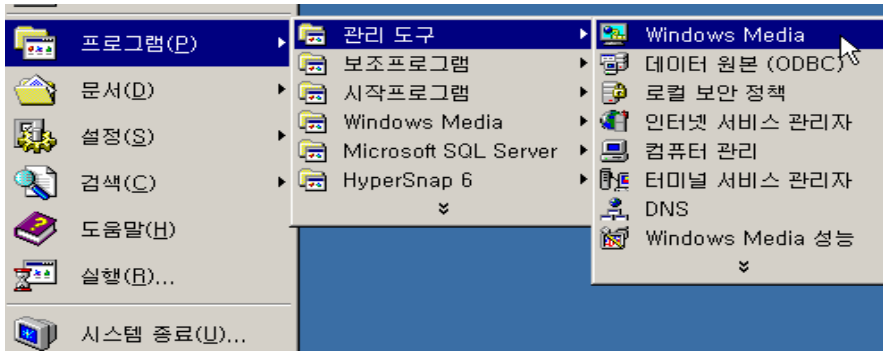 프로그램(P)
문서(D)
설정(S)
검색(C)
도움말(H)
실행(R)...
시스템 종료(U)...
관리 도구
보조프로그램
시작프로그램
Windows Media
Microsoft SQL Server
HyperSnap 6
Windows Media
데이터 원본 (ODBC)
로컬 보안 정책
인터넷 서비스 관리자
컴퓨터 관리
터미널 서비스 관리자
DNS
Windows Media 성능